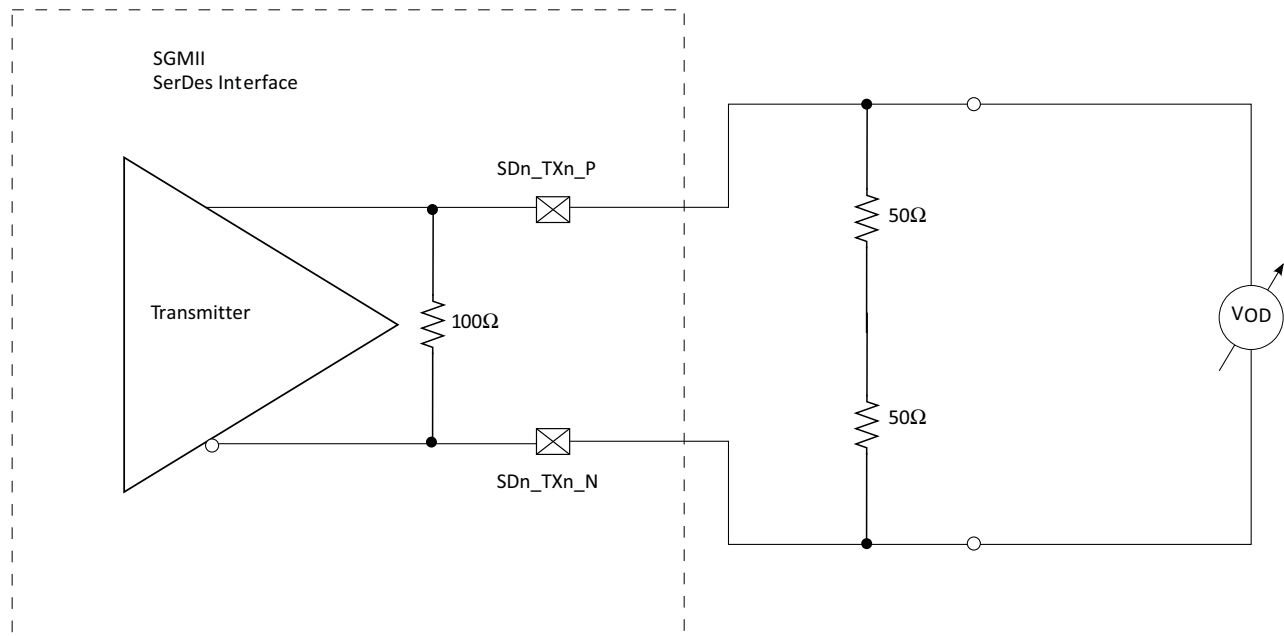 SGMII
SerDes Interface
SDn_TXn_P
50Ω
Transmitter
100Ω
VOD
50Ω
SDn_TXn_N